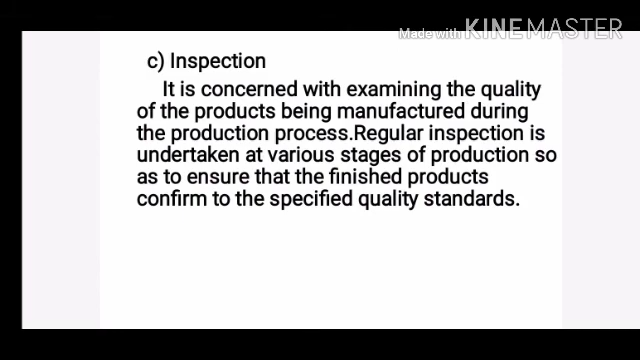 Made with KINEMASTER
c) Inspection
It is concerned with examining the quality
of the products being manufactured during
the production process.Regular inspection is
undertaken at various stages of production so
as to ensure that the finished products
confirm to the specified quality standards.